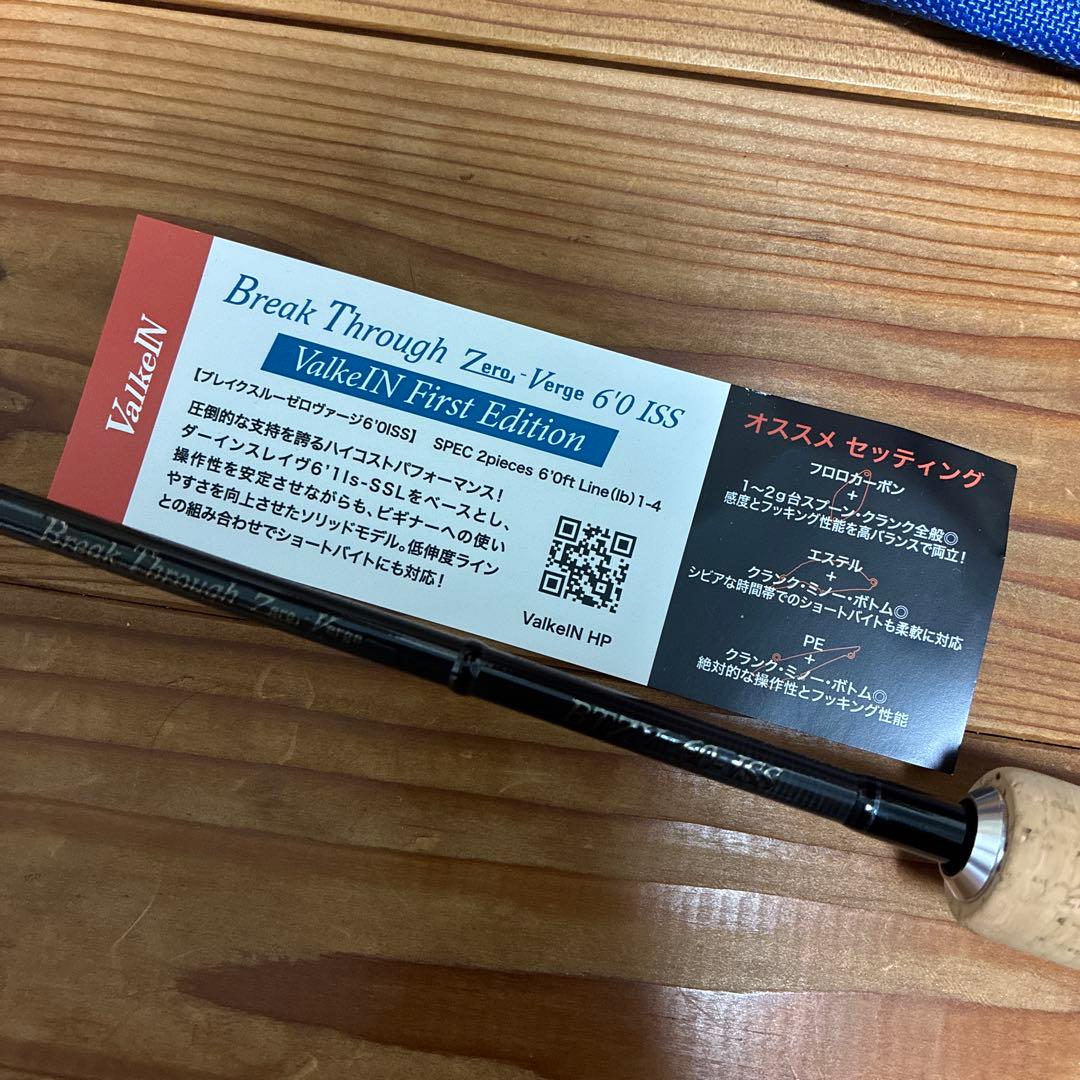 ValkeIN
Break Through Zero-Verge 6'0 ISS
ValkeIN First Edition
【ブレイクスルーゼロヴァージ6'0ISS】 SPEC 2pieces 6'0ft Line(lb)1-4
圧倒的な支持を誇るハイコストパフォーマンス!
ダーインスレイヴ6'1ls-SSLをベースとし、
操作性を安定させながらも、ビギナーへの使い
やすさを向上させたソリッドモデル。低伸度ライン
との組み合わせでショートバイトにも対応!
ValkeIN HP
オススメ セッティング
フロロカーボン
+
1〜2g台スプーン・クランク全般◎
感度とフッキング性能を高バランスで両立!
エステル
+
クランク・ミノー・ボトム◎
シビアな時間帯でのショートバイトも柔軟に対応
PE
+
クランク・ミノー・ボトム◎
絶対的な操作性とフッキング性能
Break Through Zero-Verge
60 ISS